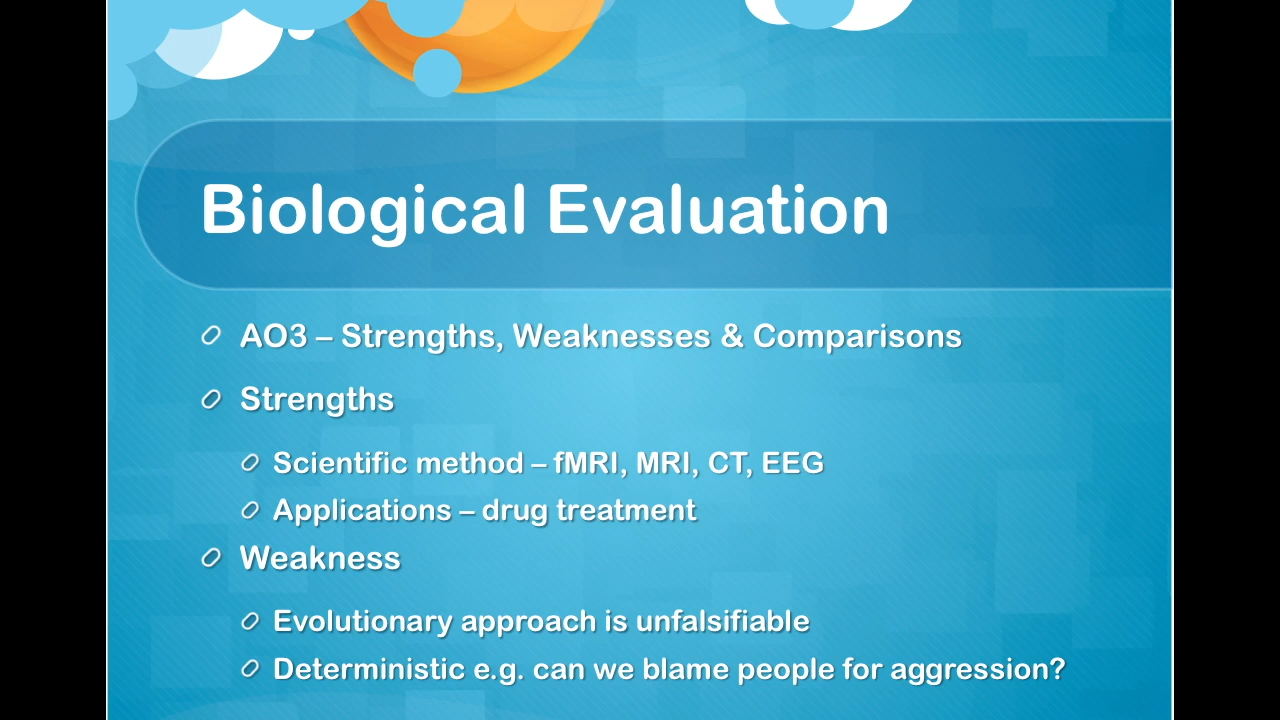 Biological Evaluation
AO3 – Strengths, Weaknesses & Comparisons
Strengths
Scientific method – fMRI, MRI, CT, EEG
Applications – drug treatment
Weakness
Evolutionary approach is unfalsifiable
Deterministic e.g. can we blame people for aggression?